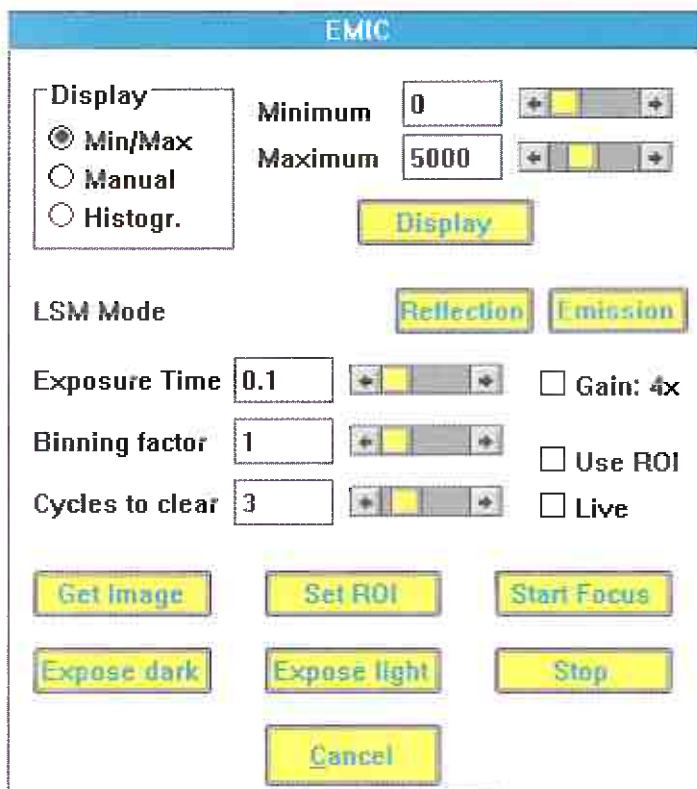 EMIC
Display
Min/Max
Manual
Histogr.
Minimum 0
Maximum 5000
Display
LSM Mode Reflection Emission
Exposure Time 0.1 Gain: 4x
Binning factor 1
Use ROI
Cycles to clear 3 Live
Get Image Set ROI Start Focus
Expose dark Expose light Stop
Cancel